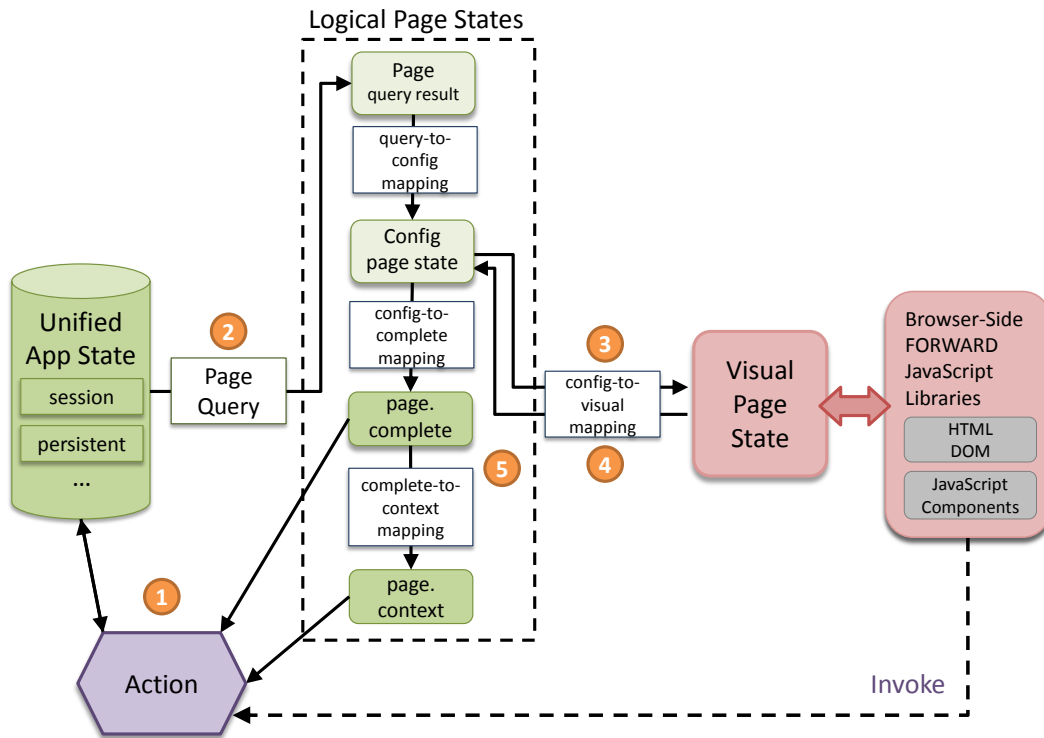 Logical Page States
Page
query result
query-to-
config
mapping
Config
page state
config-to-
complete
mapping
page.
complete
complete-to-
context
mapping
page.
context
Unified
App State
session
persistent
...
2
Page
Query
3
config-to-
visual
mapping
4
5
Visual
Page
State
Browser-Side
FORWARD
JavaScript
Libraries
HTML
DOM
JavaScript
Components
1
Action
Invoke